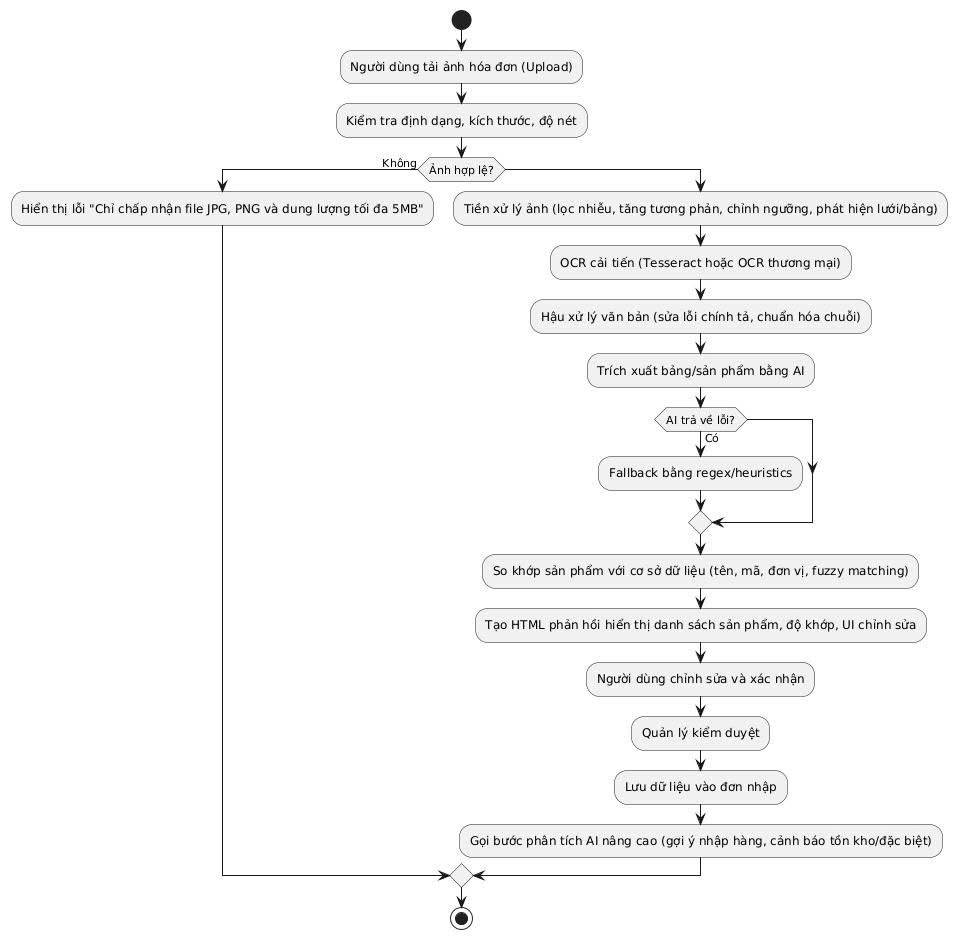 Người dùng tải ảnh hóa đơn (Upload)
Kiểm tra định dạng, kích thước, độ nét
Không
Ảnh hợp lệ?
Hiển thị lỗi "Chỉ chấp nhận file JPG, PNG và dung lượng tối đa 5MB"
Tiền xử lý ảnh (lọc nhiễu, tăng tương phản, chỉnh ngưỡng, phát hiện lưới/bảng)
OCR cải tiến (Tesseract hoặc OCR thương mại)
Hậu xử lý văn bản (sửa lỗi chính tả, chuẩn hóa chuỗi)
Trích xuất bảng/sản phẩm bằng AI
AI trả về lỗi?
Có
Fallback bằng regex/heuristics
So khớp sản phẩm với cơ sở dữ liệu (tên, mã, đơn vị, fuzzy matching)
Tạo HTML phản hồi hiển thị danh sách sản phẩm, độ khớp, UI chỉnh sửa
Người dùng chỉnh sửa và xác nhận
Quản lý kiểm duyệt
Lưu dữ liệu vào đơn nhập
Gọi bước phân tích AI nâng cao (gợi ý nhập hàng, cảnh báo tồn kho/đặc biệt)